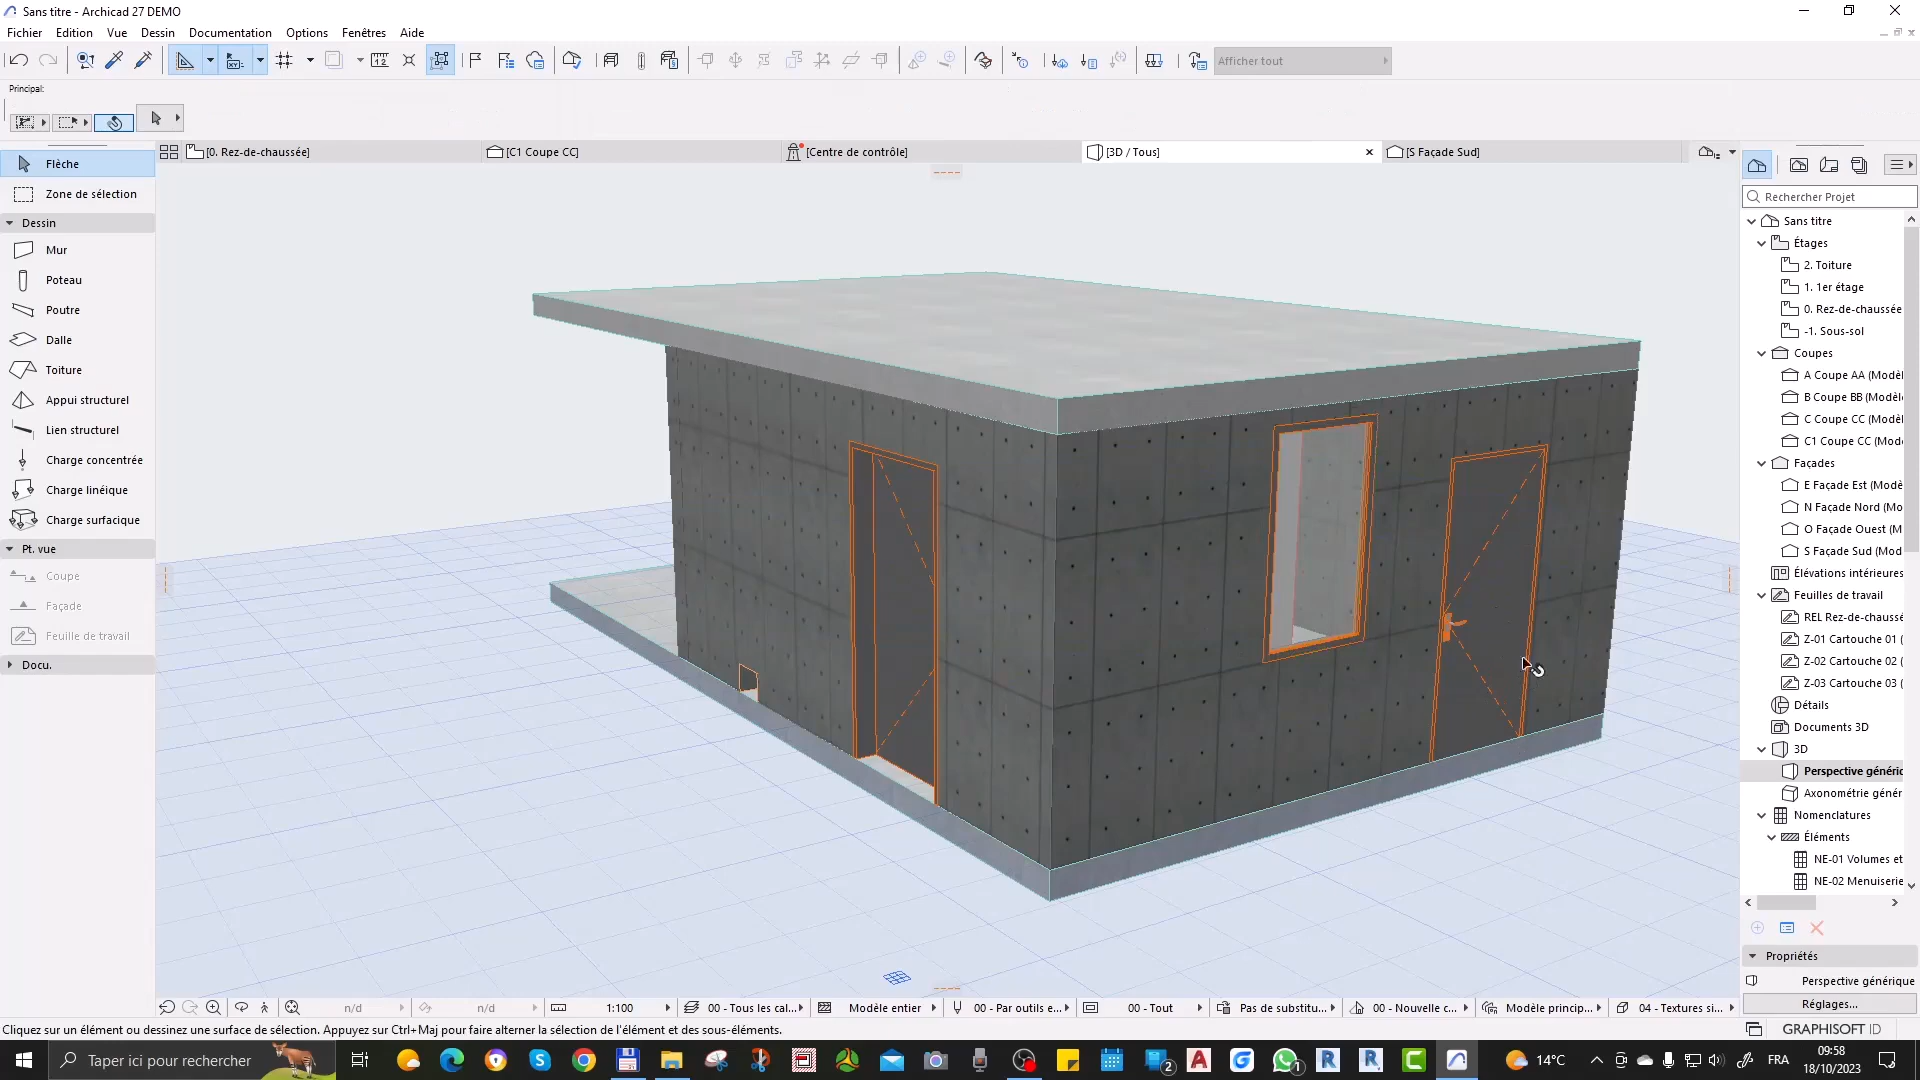 Sans titre - Archicad 27 DEMO
Fichier Edition Vue Dessin Documentation Options Fenêtres Aide
Afficher tout
Principal:
[0. Rez-de-chaussée]
[C1 Coupe CC]
[Centre de contrôle]
[3D / Tous]
[S Façade Sud]
Flèche
Zone de sélection
Dessin
Mur
Poteau
Poutre
Dalle
Toiture
Appui structurel
Lien structurel
Charge concentrée
Charge linéique
Charge surfacique
Pt. vue
Coupe
Façade
Feuille de travail
Docu.
Rechercher Projet
Sans titre
Étages
2. Toiture
1. 1er étage
0. Rez-de-chaussée
-1. Sous-sol
Coupes
A Coupe AA (Modèl
B Coupe BB (Modèl
C Coupe CC (Modèl
C1 Coupe CC (Modè
Façades
E Façade Est (Modè
N Façade Nord (Mo
O Façade Ouest (M
S Façade Sud (Mod
Élévations intérieures
Feuilles de travail
REL Rez-de-chaussé
Z-01 Cartouche 01 (
Z-02 Cartouche 02 (
Z-03 Cartouche 03 (
Détails
Documents 3D
3D
Perspective généric
Axonométrie génér
Nomenclatures
Éléments
NE-01 Volumes et
NE-02 Menuiserie
Propriétés
Perspective générique
Réglages...
n/d n/d 1:100 00 - Tous les cal... Modèle entier 00 - Par outils e... 00 - Tout Pas de substitu... 00 - Nouvelle c... Modèle princip... 04 - Textures si...
Cliquez sur un élément ou dessinez une surface de sélection. Appuyez sur Ctrl+Maj pour faire alterner la sélection de l'élément et des sous-éléments.
GRAPHISOFT ID
Taper ici pour rechercher
2
1
14°C
FRA
09:58
18/10/2023